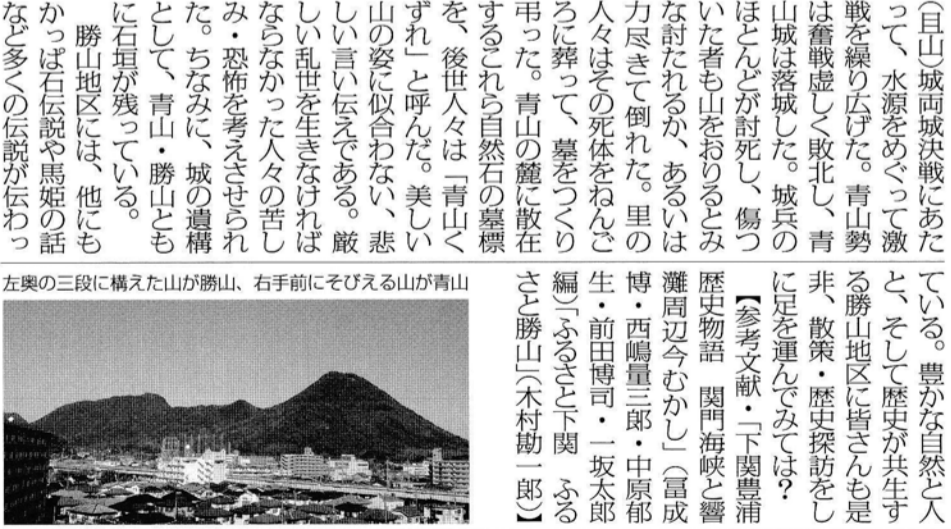 (且山)城両城決戦にあた
って、水源をめぐって激
戦を繰り広げた。青山勢
は奮戦虚しく敗北し、青
山城は落城した。城兵の
ほとんどが討死し、傷つ
いた者も山をおりるとみ
な討たれるか、あるいは
力尽きて倒れた。里の
人々はその死体をねんご
ろに葬って、墓をつくり
弔った。青山の麓に散在
するこれら自然石の墓標
を、後世人々は「青山く
ずれ」と呼んだ。美しい
山の姿に似合わない、悲
しい言い伝えである。厳
しい乱世を生きなければ
ならなかった人々の苦し
み・恐怖を考えさせられ
た。ちなみに、城の遺構
として、青山・勝山とも
に石垣が残っている。
勝山地区には、他にも
かっぱ石伝説や馬姫の話
など多くの伝説が伝わっ
ている。豊かな自然と人
と、そして歴史が共生す
る勝山地区に皆さんも是
非、散策・歴史探訪をし
に足を運んでみては?
【参考文献・「下関豊浦
歴史物語 関門海峡と響
灘周辺今むかし」(冨成
博・西嶋量三郎・中原郁
生・前田博司・一坂太郎
編)「ふるさと下関 ふる
さと勝山」(木村勘一郎)】
左奥の三段に構えた山が勝山、右手前にそびえる山が青山